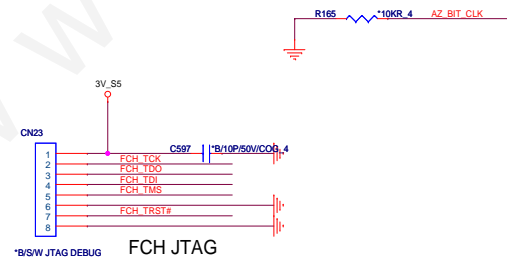 R165 *10KR_4 AZ_BIT_CLK
3V_S5
CN23
C597 *B/10P/50V/COG_4
1
2 FCH_TCK
3 FCH_TDO
4 FCH_TDI
5 FCH_TMS
6
7 FCH_TRST#
8
*B/S/W JTAG DEBUG FCH JTAG